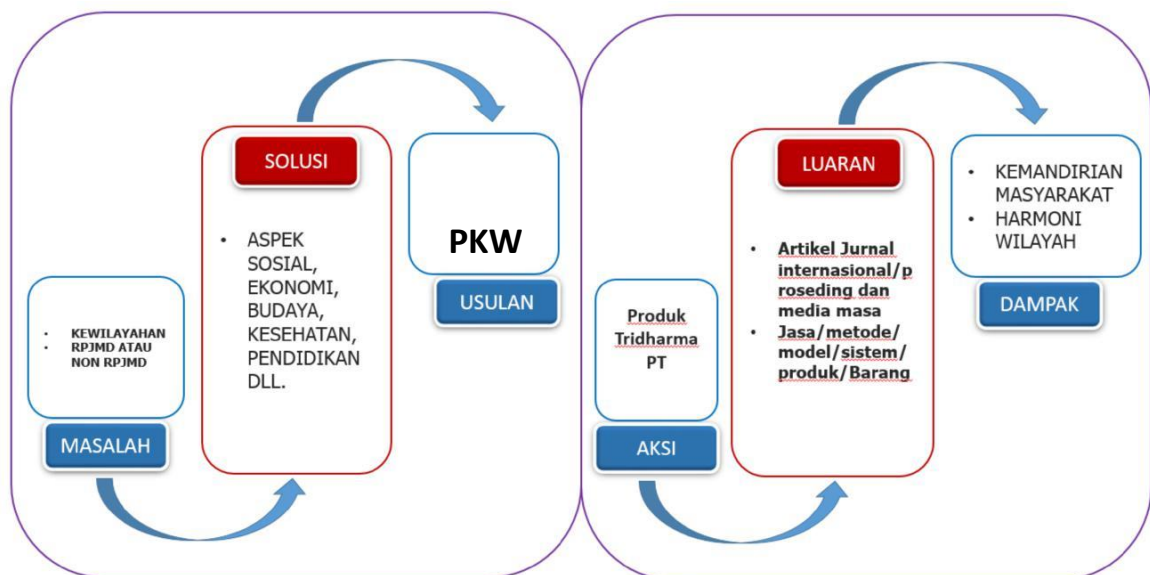 • KEWILAYAHAN
• RPJMD ATAU
NON RPJMD
MASALAH
SOLUSI
• ASPEK
SOSIAL,
EKONOMI,
BUDAYA,
KESEHATAN,
PENDIDIKAN
DLL.
PKW
USULAN
Produk
Tridharma
PT
AKSI
LUARAN
• Artikel Jurnal
internasional/p
roseding dan
media masa
• Jasa/metode/
model/sistem/
produk/Barang
• KEMANDIRIAN
MASYARAKAT
• HARMONI
WILAYAH
DAMPAK